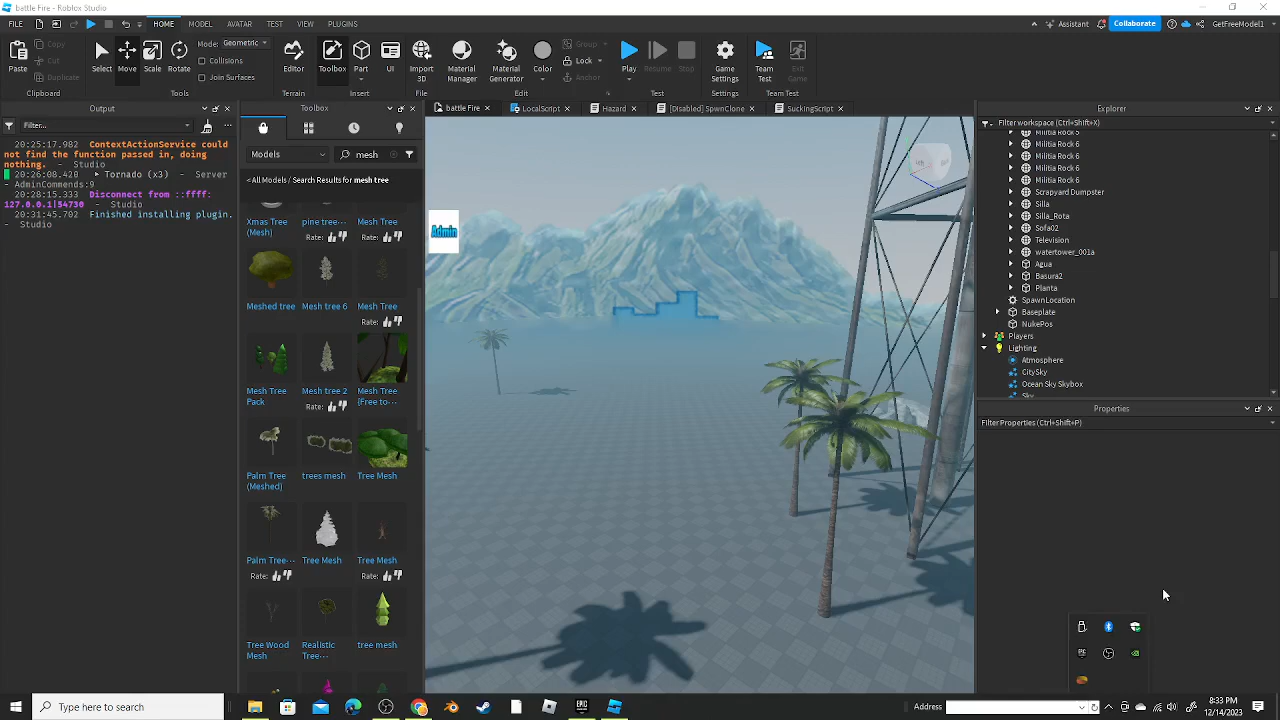 battle Fire - Roblox Studio
FILE HOME MODEL AVATAR TEST VIEW PLUGINS Assistant Collaborate GetFreeModel1
Paste Copy Cut Duplicate Clipboard
Select Move Scale Rotate Mode: Geometric Collisions Join Surfaces Tools
Editor Terrain
Toolbox Part Insert
UI Import 3D File
Material Manager Material Generator Color Group Lock Anchor Edit
Play Resume Stop Test
Game Settings Settings
Team Test Exit Game Team Test
Output
Filter...
20:25:17.982 ContextActionService could
not find the function passed in, doing
nothing. - Studio
20:26:08.420 Tornado (x3) - Server
- AdminCommands:9
20:28:15.333 Disconnect from ::ffff:
127.0.0.1|54730 - Studio
20:31:45.702 Finished installing plugin.
- Studio
Toolbox
Models mesh
< All Models / Search Results for mesh tree
Xmas Tree (Mesh) pine tree··· Mesh Tree
Rate: Rate:
Meshed tree Mesh tree 6 Mesh Tree
Rate:
Mesh Tree Pack Mesh tree 2 Mesh Tree (Free to···
Rate:
Palm Tree (Meshed) trees mesh Tree Mesh
Palm Tree··· Tree Mesh Tree Mesh
Rate: Rate:
Tree Wood Mesh Realistic Tree··· tree mesh
battle Fire LocalScript Hazard [Disabled] SpawnClone SuckingScript
Admin
Left
Explorer
Filter workspace (Ctrl+Shift+X)
Militia Rock 6
Militia Rock 6
Militia Rock 6
Militia Rock 6
Militia Rock 6
Scrapyard Dumpster
Silla
Silla_Rota
Sofa02
Television
watertower_001a
Agua
Basura2
Planta
SpawnLocation
Baseplate
NukePos
Players
Lighting
Atmosphere
CitySky
Ocean Sky Skybox
Sky
Properties
Filter Properties (Ctrl+Shift+P)
Type here to search
EPIC
Address
8:33 PM
12/14/2023